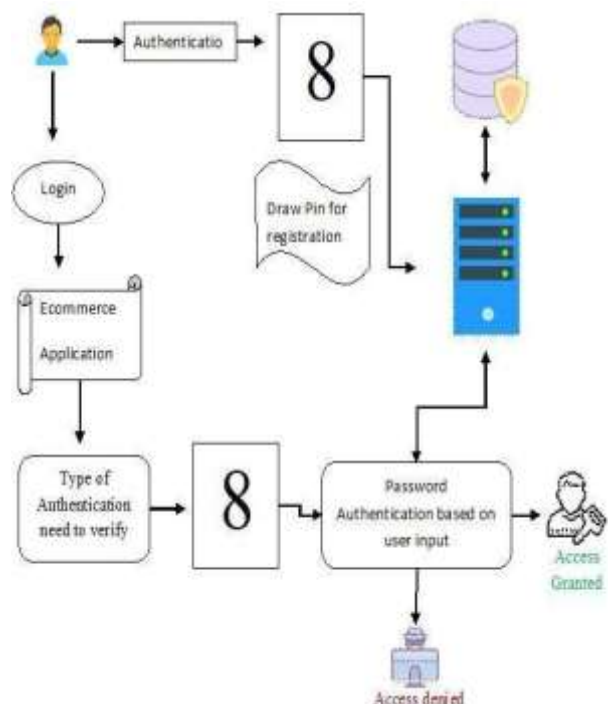 Authenticatio
8
Login
Draw Pin for
registration
Ecommerce
Application
Type of
Authentication
need to verify
8
Password
Authentication based on
user input
Access
Granted
Access denied